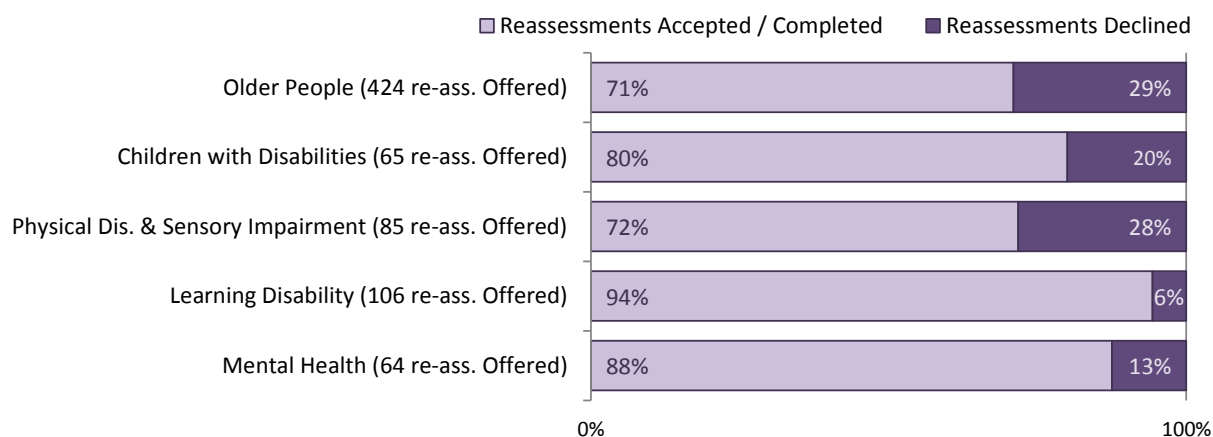 Reassessments Accepted / Completed Reassessments Declined
Older People (424 re-ass. Offered) 71% 29%
Children with Disabilities (65 re-ass. Offered) 80% 20%
Physical Dis. & Sensory Impairment (85 re-ass. Offered) 72% 28%
Learning Disability (106 re-ass. Offered) 94% 6%
Mental Health (64 re-ass. Offered) 88% 13%
0% 100%